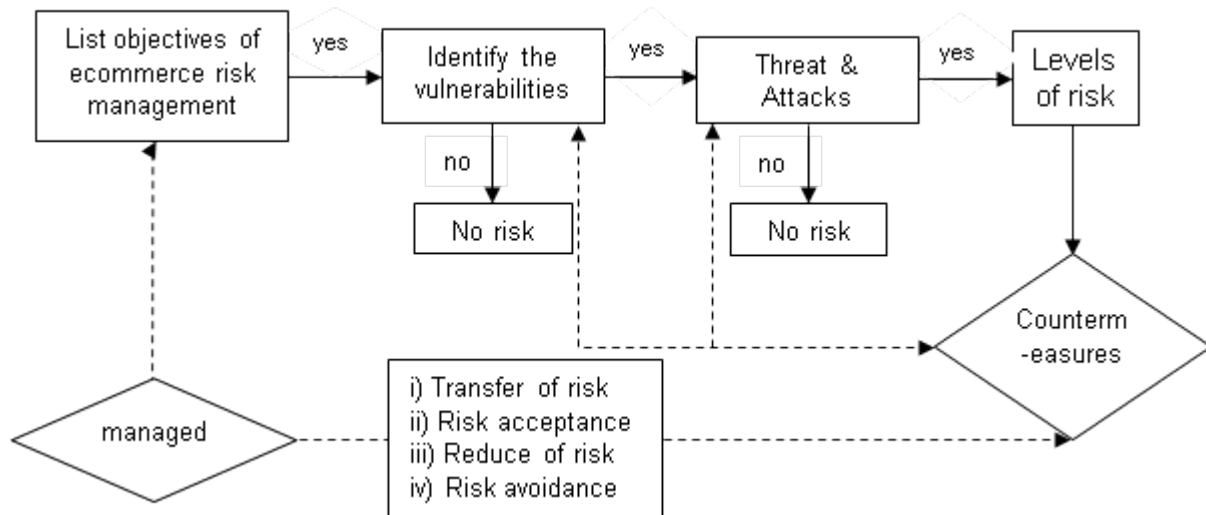 List objectives of
ecommerce risk
management
yes
Identify the
vulnerabilities
yes
Threat &
Attacks
yes
Levels
of risk
no
No risk
no
No risk
Counterm
-easures
managed
i) Transfer of risk
ii) Risk acceptance
iii) Reduce of risk
iv) Risk avoidance